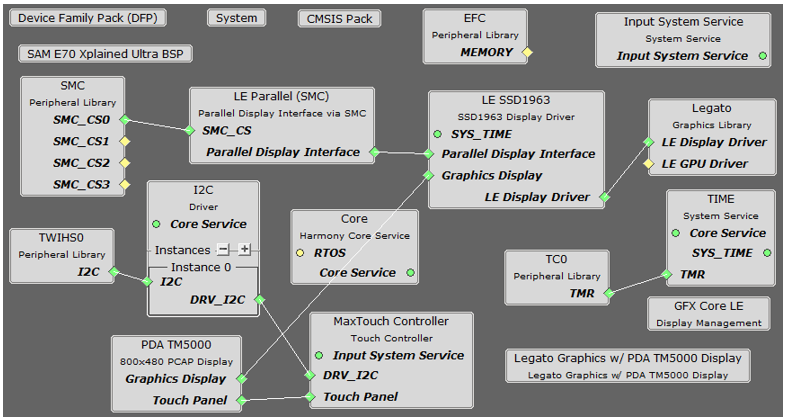 Device Family Pack (DFP)
System
CMSIS Pack
EFC
Peripheral Library
MEMORY
Input System Service
System Service
Input System Service
SAM E70 Xplained Ultra BSP
SMC
Peripheral Library
SMC_CS0
SMC_CS1
SMC_CS2
SMC_CS3
LE Parallel (SMC)
Parallel Display Interface via SMC
SMC_CS
Parallel Display Interface
LE SSD1963
SSD1963 Display Driver
SYS_TIME
Parallel Display Interface
Graphics Display
LE Display Driver
Legato
Graphics Library
LE Display Driver
LE GPU Driver
I2C
Driver
Core Service
Instances
Instance 0
I2C
DRV_I2C
TWIHS0
Peripheral Library
I2C
Core
Harmony Core Service
RTOS
Core Service
TIME
System Service
Core Service
SYS_TIME
TMR
TC0
Peripheral Library
TMR
GFX Core LE
Display Management
PDA TM5000
800x480 PCAP Display
Graphics Display
Touch Panel
MaxTouch Controller
Touch Controller
Input System Service
DRV_I2C
Touch Panel
Legato Graphics w/ PDA TM5000 Display
Legato Graphics w/ PDA TM5000 Display